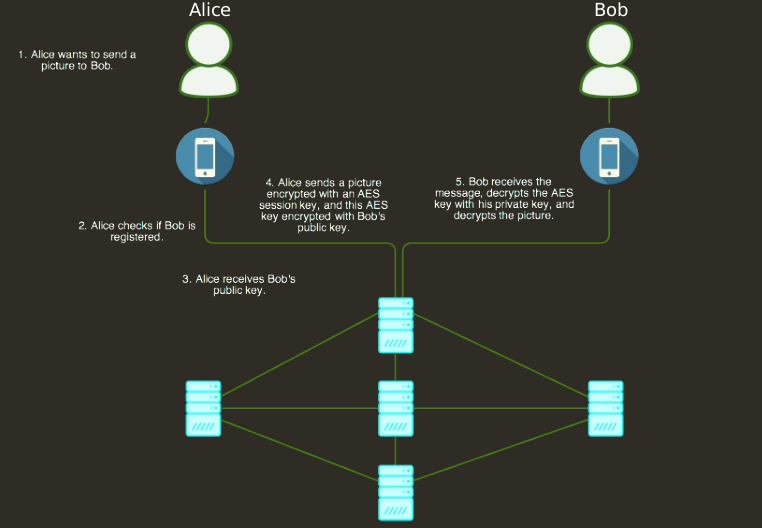 Alice
Bob
1. Alice wants to send a
picture to Bob.
4. Alice sends a picture
encrypted with an AES
session key, and this AES
key encrypted with Bob's
public key.
5. Bob receives the
message, decrypts the AES
key with his private key, and
decrypts the picture.
2. Alice checks if Bob is
registered.
3. Alice receives Bob's
public key.